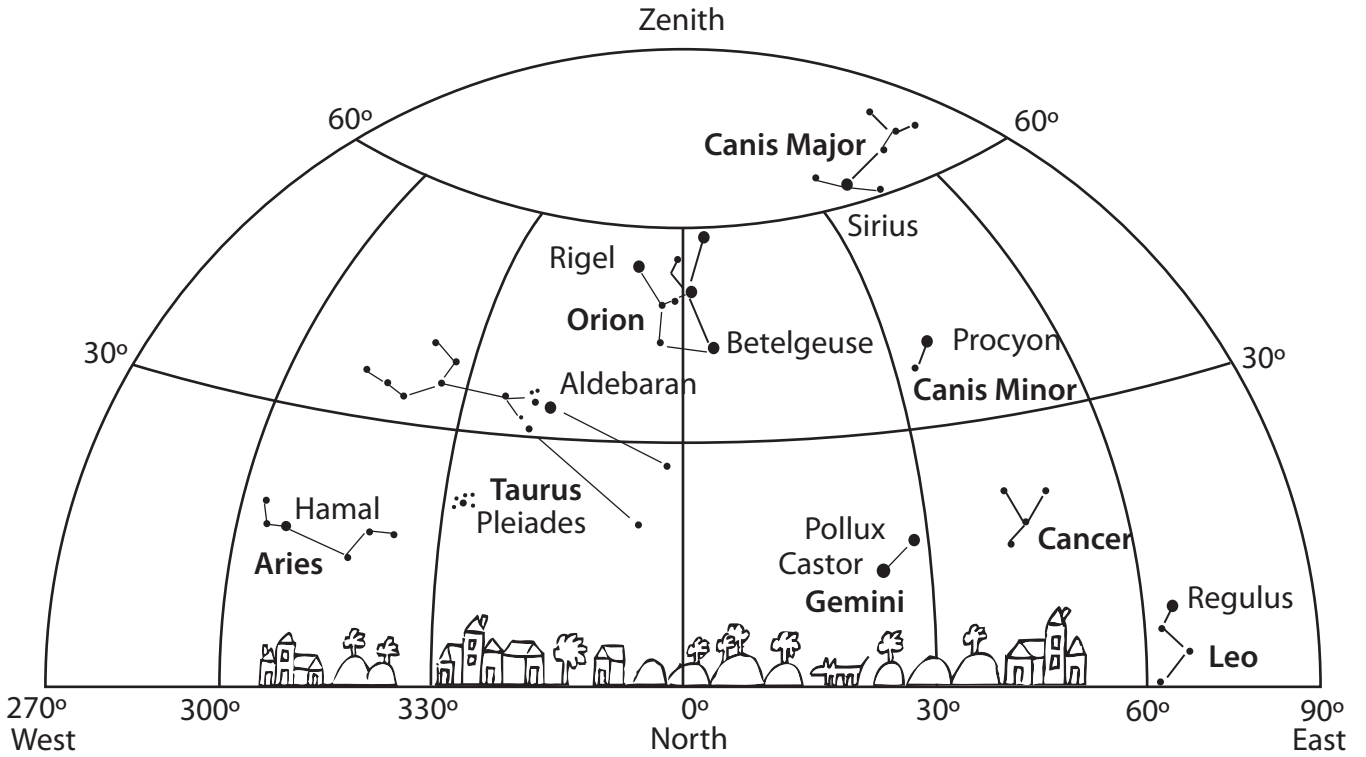 Zenith
60º
60º
Canis Major
Sirius
Rigel
Orion
Betelgeuse
Procyon
Canis Minor
30º
30º
Aldebaran
Taurus
Pleiades
Hamal
Aries
Pollux
Castor
Gemini
Cancer
Regulus
Leo
270º
300º
330º
0º
30º
60º
90º
West
North
East